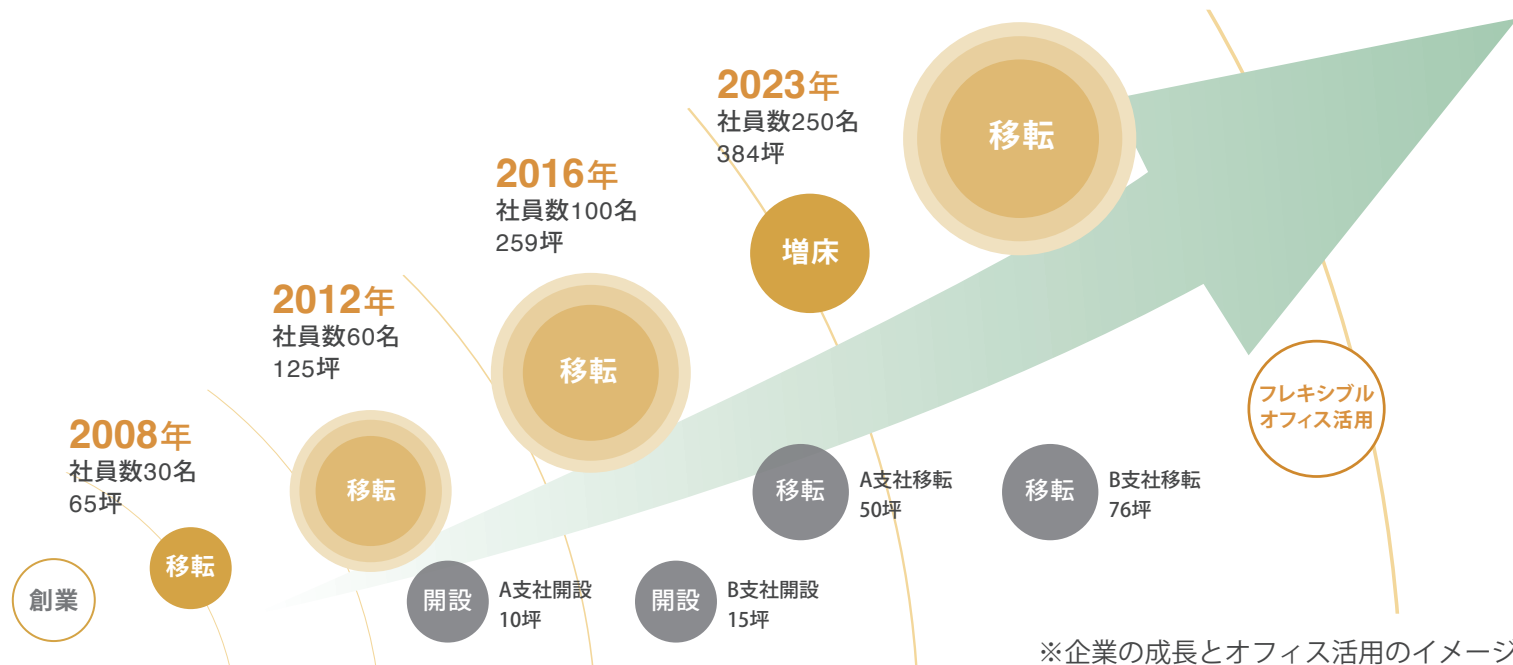 創業
2008年
社員数30名
65坪
移転
2012年
社員数60名
125坪
移転
2016年
社員数100名
259坪
移転
2023年
社員数250名
384坪
増床
移転
開設
A支社開設
10坪
開設
B支社開設
15坪
移転
A支社移転
50坪
移転
B支社移転
76坪
フレキシブル
オフィス活用
※企業の成長とオフィス活用のイメージ